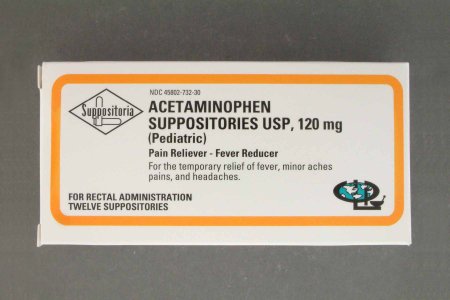 Suppositoria
NDC 45802-732-30
ACETAMINOPHEN
SUPPOSITORIES USP, 120 mg
(Pediatric)
Pain Reliever - Fever Reducer
For the temporary relief of fever, minor aches
pains, and headaches.
FOR RECTAL ADMINISTRATION
TWELVE SUPPOSITORIES